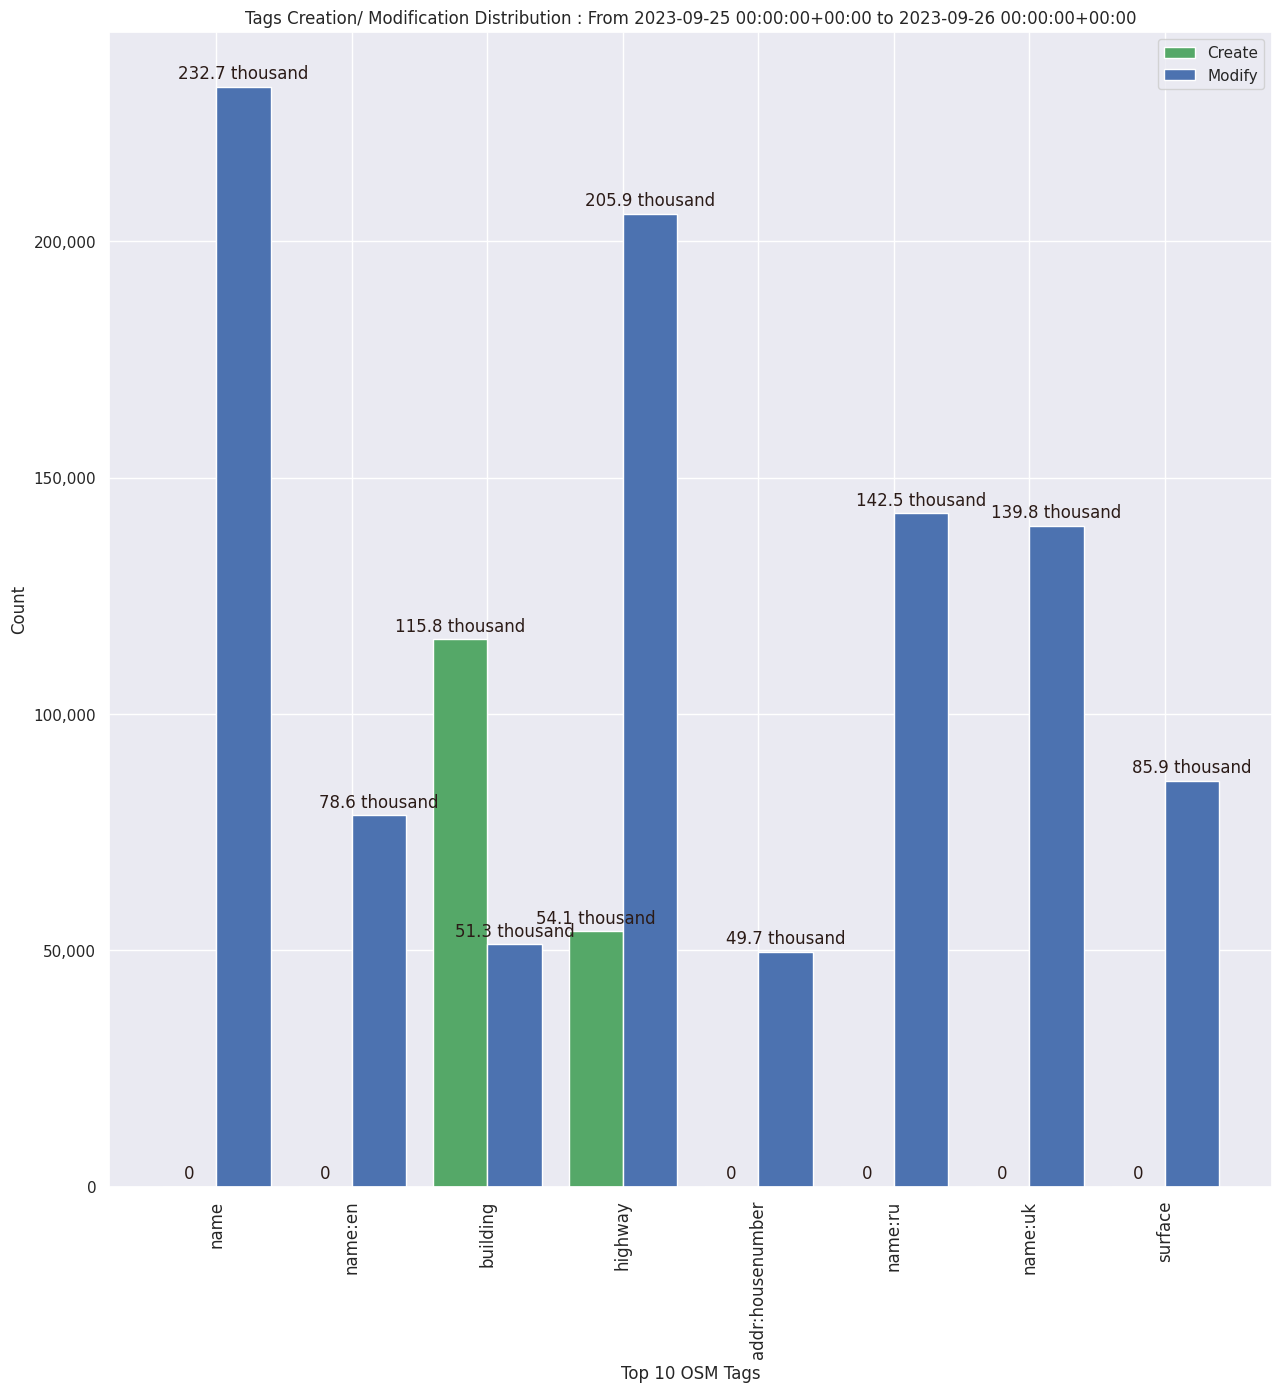 Tags Creation/ Modification Distribution : From 2023-09-25 00:00:00+00:00 to 2023-09-26 00:00:00+00:00
Create
Modify
232.7 thousand
205.9 thousand
142.5 thousand
139.8 thousand
115.8 thousand
85.9 thousand
78.6 thousand
54.1 thousand
51.3 thousand
49.7 thousand
0
0
0
0
0
0
Count
200,000
150,000
100,000
50,000
0
name
name:en
building
highway
addr:housenumber
name:ru
name:uk
surface
Top 10 OSM Tags